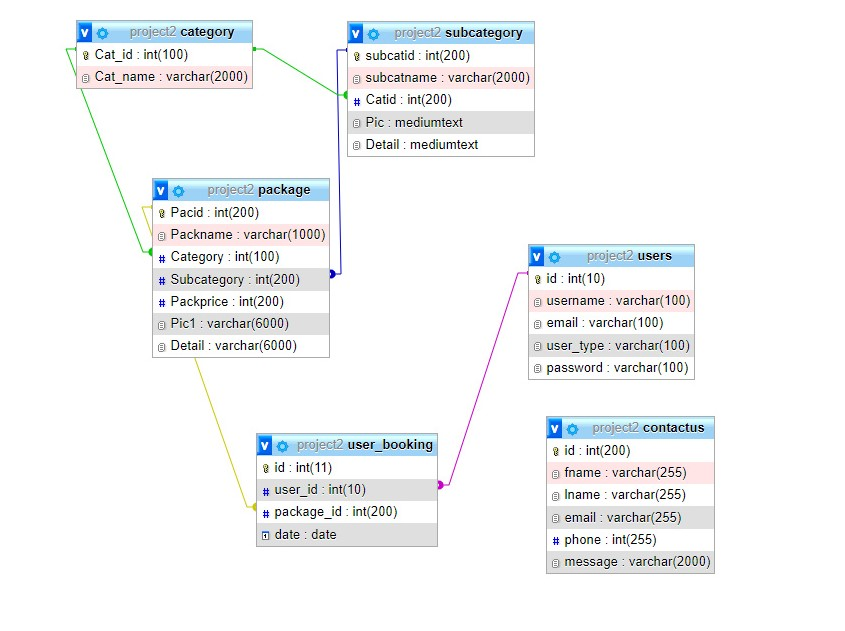 project2 category
Cat_id : int(100)
Cat_name : varchar(2000)
project2 subcategory
subcatid : int(200)
subcatname : varchar(2000)
Catid : int(200)
Pic : mediumtext
Detail : mediumtext
project2 package
Pacid : int(200)
Packname : varchar(1000)
Category : int(100)
Subcategory : int(200)
Packprice : int(200)
Pic1 : varchar(6000)
Detail : varchar(6000)
project2 users
id : int(10)
username : varchar(100)
email : varchar(100)
user_type : varchar(100)
password : varchar(100)
project2 user_booking
id : int(11)
user_id : int(10)
package_id : int(200)
date : date
project2 contactus
id : int(200)
fname : varchar(255)
lname : varchar(255)
email : varchar(255)
phone : int(255)
message : varchar(2000)